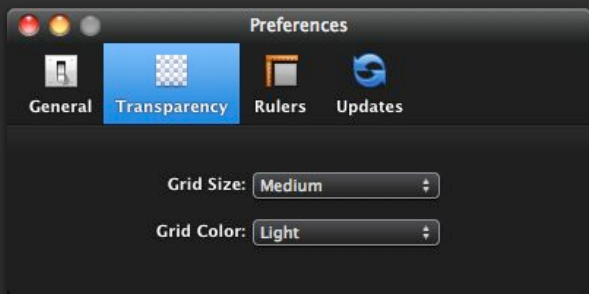 Preferences
General Transparency Rulers Updates
Grid Size: Medium
Grid Color: Light